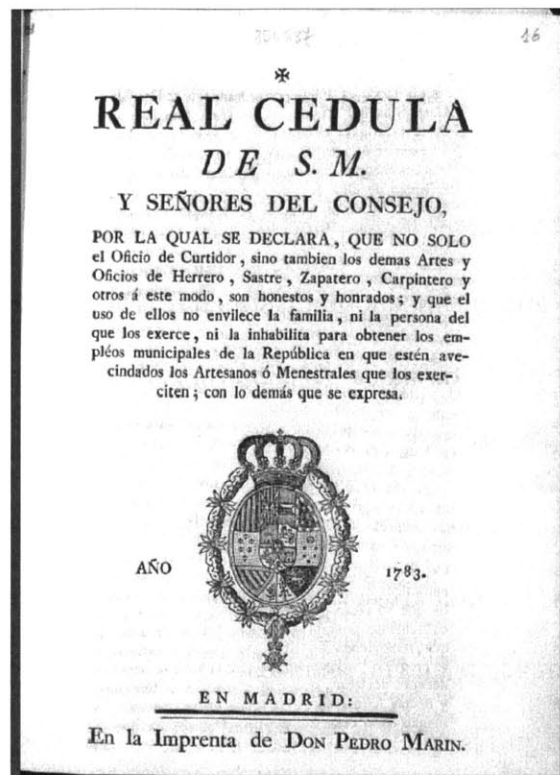 16
REAL CEDULA
DE S. M.
Y SEÑORES DEL CONSEJO,
POR LA QUAL SE DECLARA, QUE NO SOLO
el Oficio de Curtidor, sino tambien los demas Artes y
Oficios de Herrero, Sastre, Zapatero, Carpintero y
otros á este modo, son honestos y honrados; y que el
uso de ellos no envilece la familia, ni la persona del
que los exerce, ni la inhabilita para obtener los em-
pléos municipales de la República en que estén ave-
cindados los Artesanos ó Menestrales que los exer-
citen; con lo demás que se expresa.
AÑO 1783.
EN MADRID:
En la Imprenta de DON PEDRO MARIN.